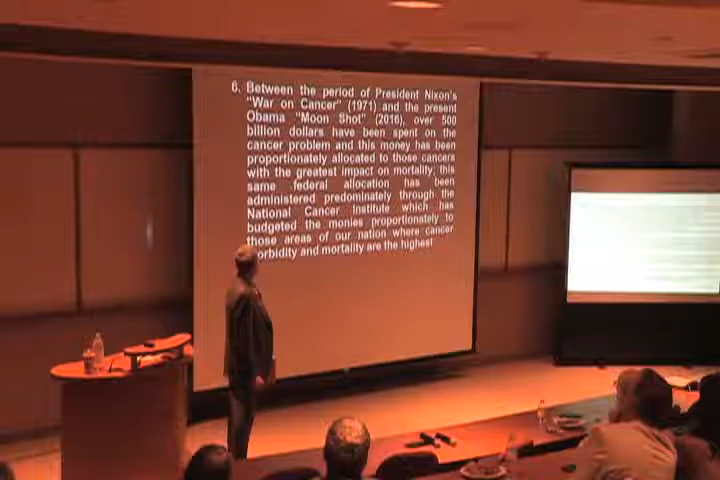 6. Between the period of President Nixon's
"War on Cancer" (1971) and the present
Obama "Moon Shot" (2016), over 500
billion dollars have been spent on the
cancer problem and this money has been
proportionately allocated to those cancers
with the greatest impact on mortality; this
same federal allocation has been
administered predominately through the
National Cancer Institute which has
budgeted the monies proportionately to
those areas of our nation where cancer
orbidity and mortality are the highest